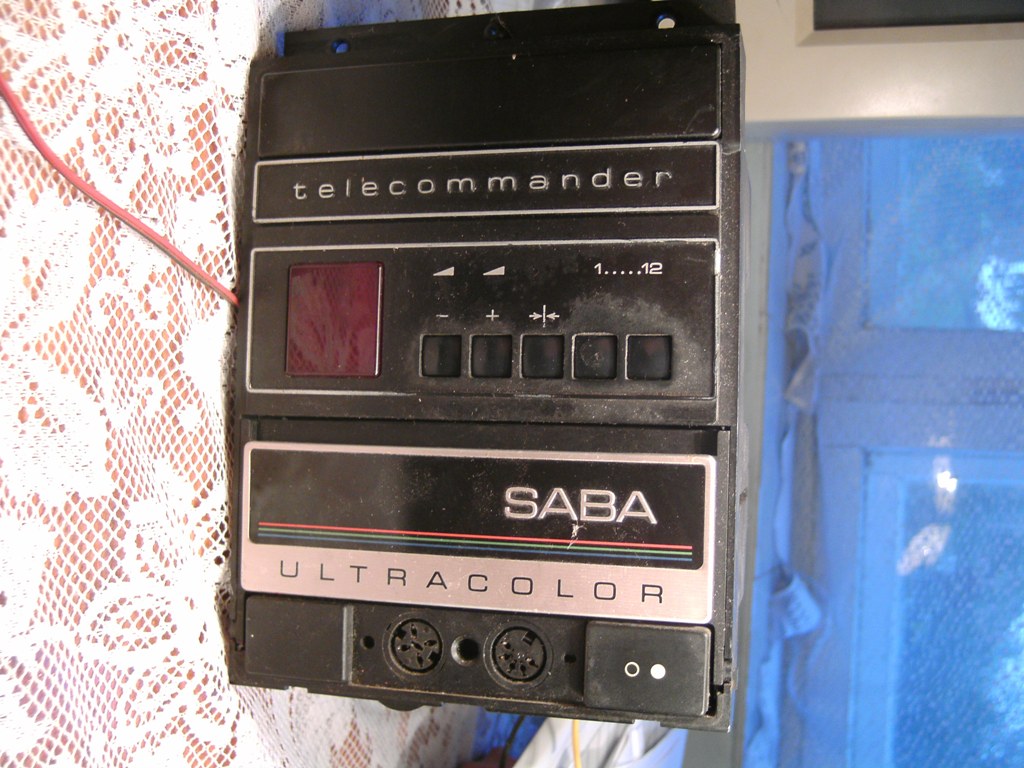 telecommander
1.....12
- +
SABA
ULTRACOLOR